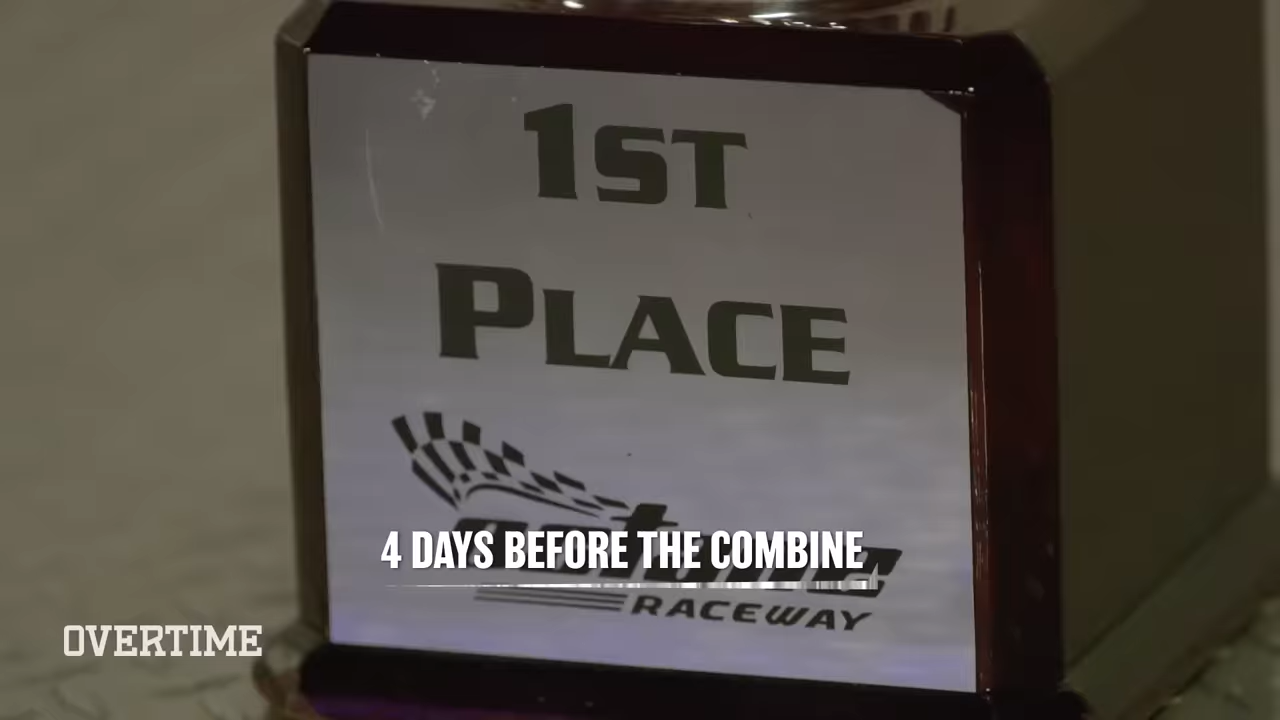 1ST
PLACE
4 DAYS BEFORE THE COMBINE
RACEWAY
OVERTIME